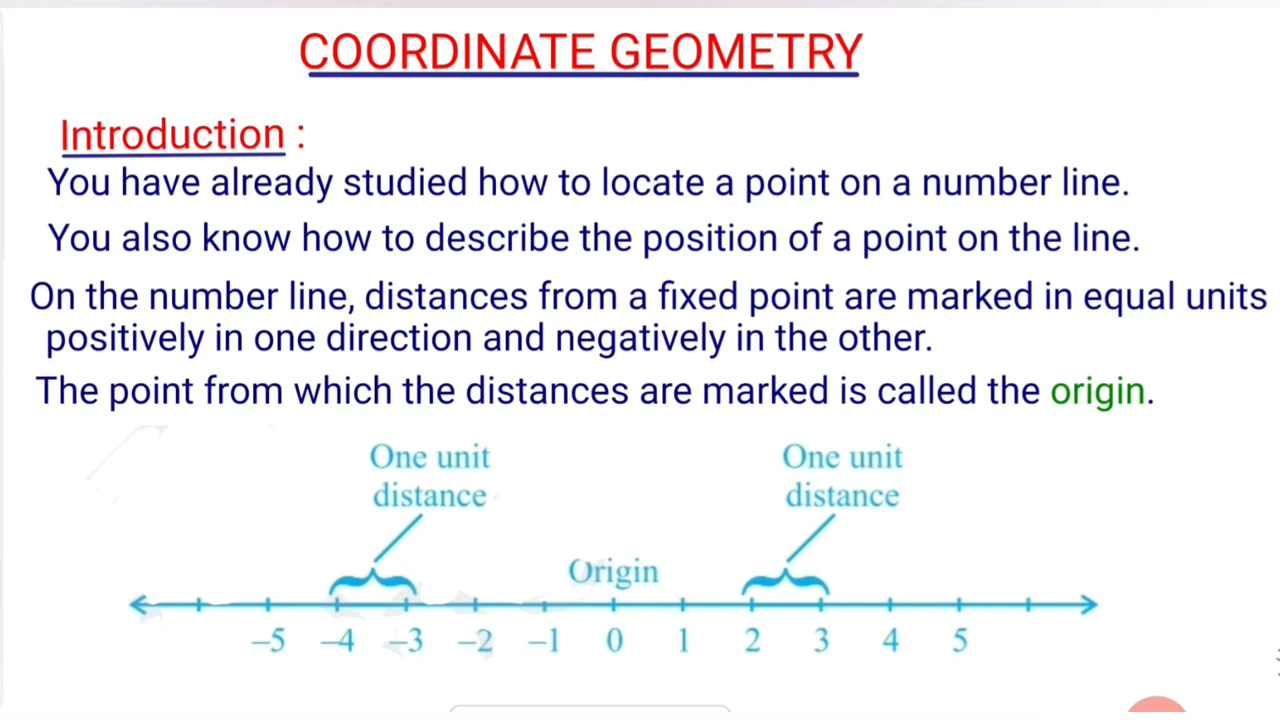 COORDINATE GEOMETRY
Introduction :
You have already studied how to locate a point on a number line.
You also know how to describe the position of a point on the line.
On the number line, distances from a fixed point are marked in equal units
positively in one direction and negatively in the other.
The point from which the distances are marked is called the origin.
One unit One unit
distance distance
Origin
–5 –4 –3 –2 –1 0 1 2 3 4 5